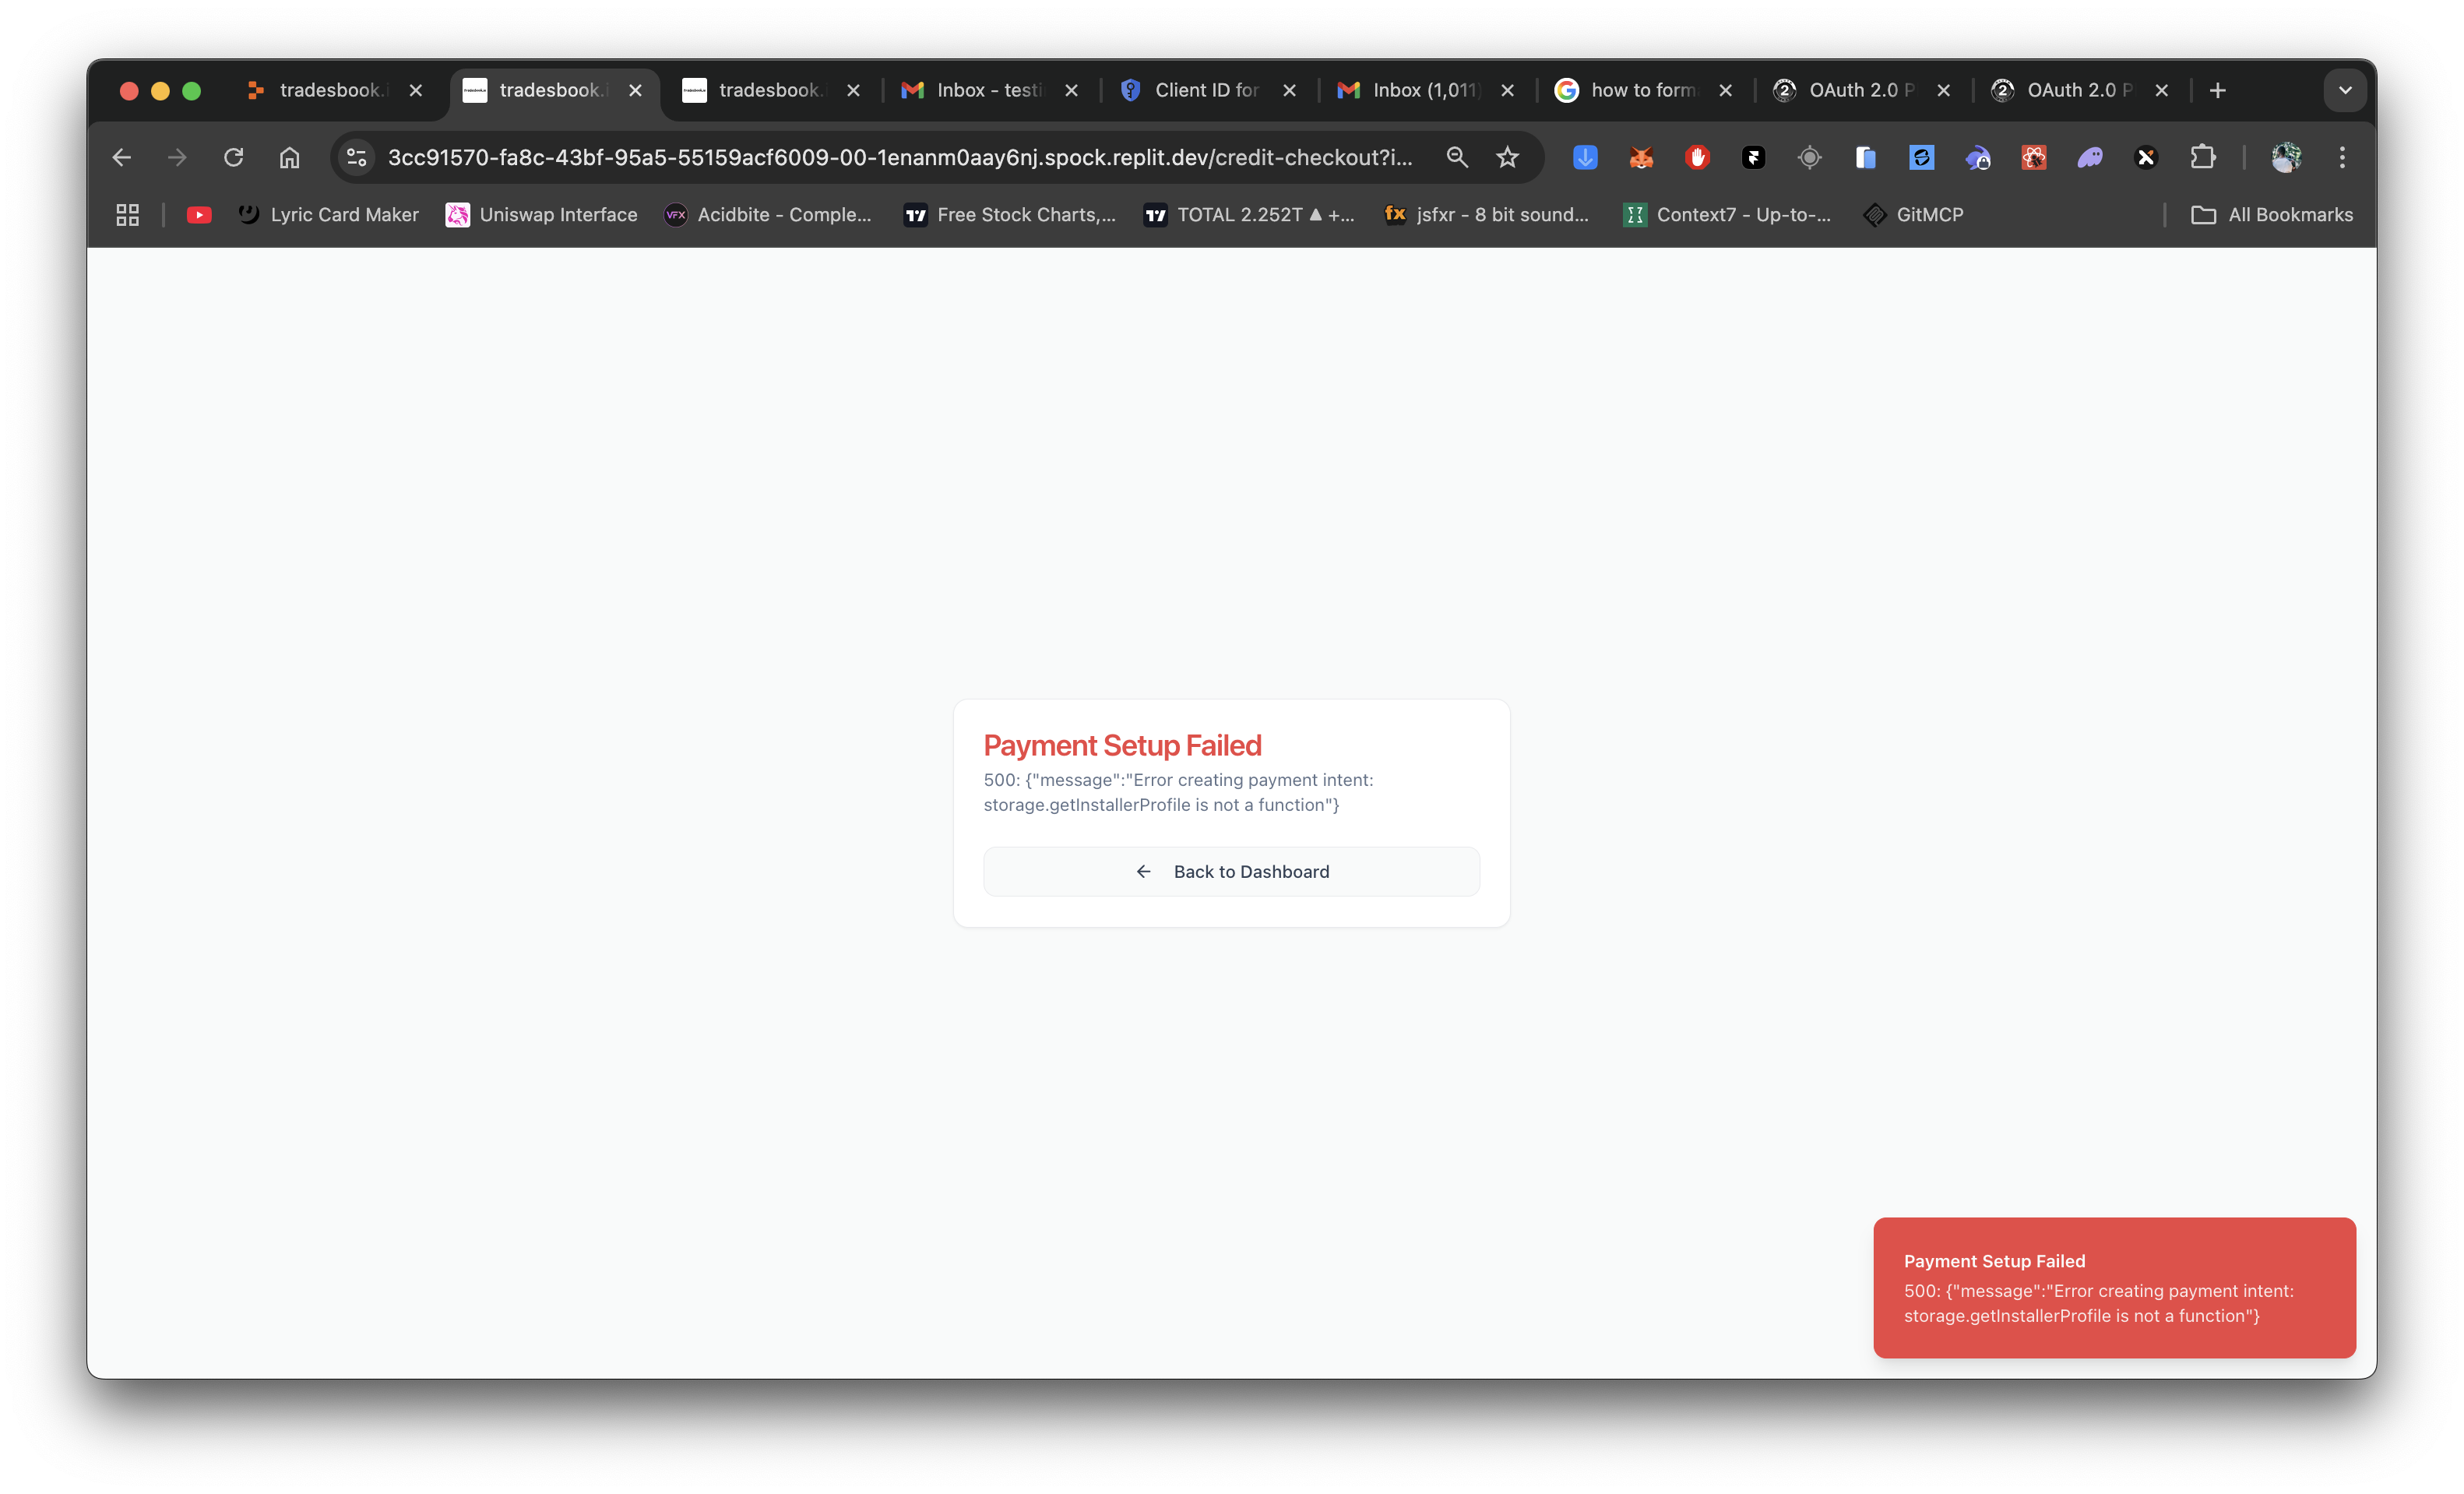 tradesbook.i
tradesbook.i
tradesbook.
Inbox - testi
Client ID for
Inbox (1,011)
how to form
OAuth 2.0 P
OAuth 2.0 P
3cc91570-fa8c-43bf-95a5-55159acf6009-00-1enanm0aay6nj.spock.replit.dev/credit-checkout?i...
Lyric Card Maker
Uniswap Interface
VFX
Acidbite - Comple...
Free Stock Charts,...
TOTAL 2.252T ▲ +...
fx
jsfxr - 8 bit sound...
Context7 - Up-to-...
GitMCP
All Bookmarks
Payment Setup Failed
500: {"message":"Error creating payment intent:
storage.getInstallerProfile is not a function"}
Back to Dashboard
Payment Setup Failed
500: {"message":"Error creating payment intent:
storage.getInstallerProfile is not a function"}